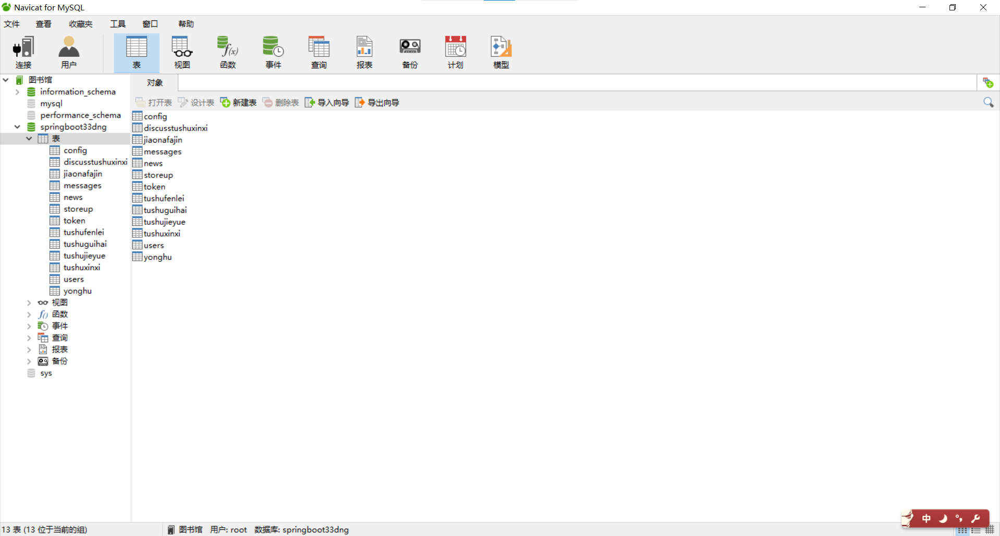 Navicat for MySQL
文件 查看 收藏夹 工具 窗口 帮助
连接 用户 表 视图 函数 事件 查询 报表 备份 计划 模型
图书馆
information_schema
mysql
performance_schema
springboot33dng
表
config
discusstushuxinxi
jiaonafajin
messages
news
storeup
token
tushufenlei
tushuguihai
tushujieyue
tushuxinxi
users
yonghu
视图
函数
事件
查询
报表
备份
sys
对象
打开表 设计表 新建表 删除表 导入向导 导出向导
config
discusstushuxinxi
jiaonafajin
messages
news
storeup
token
tushufenlei
tushuguihai
tushujieyue
tushuxinxi
users
yonghu
中
13 表 (13 位于当前的组) 图书馆 用户: root 数据库: springboot33dng